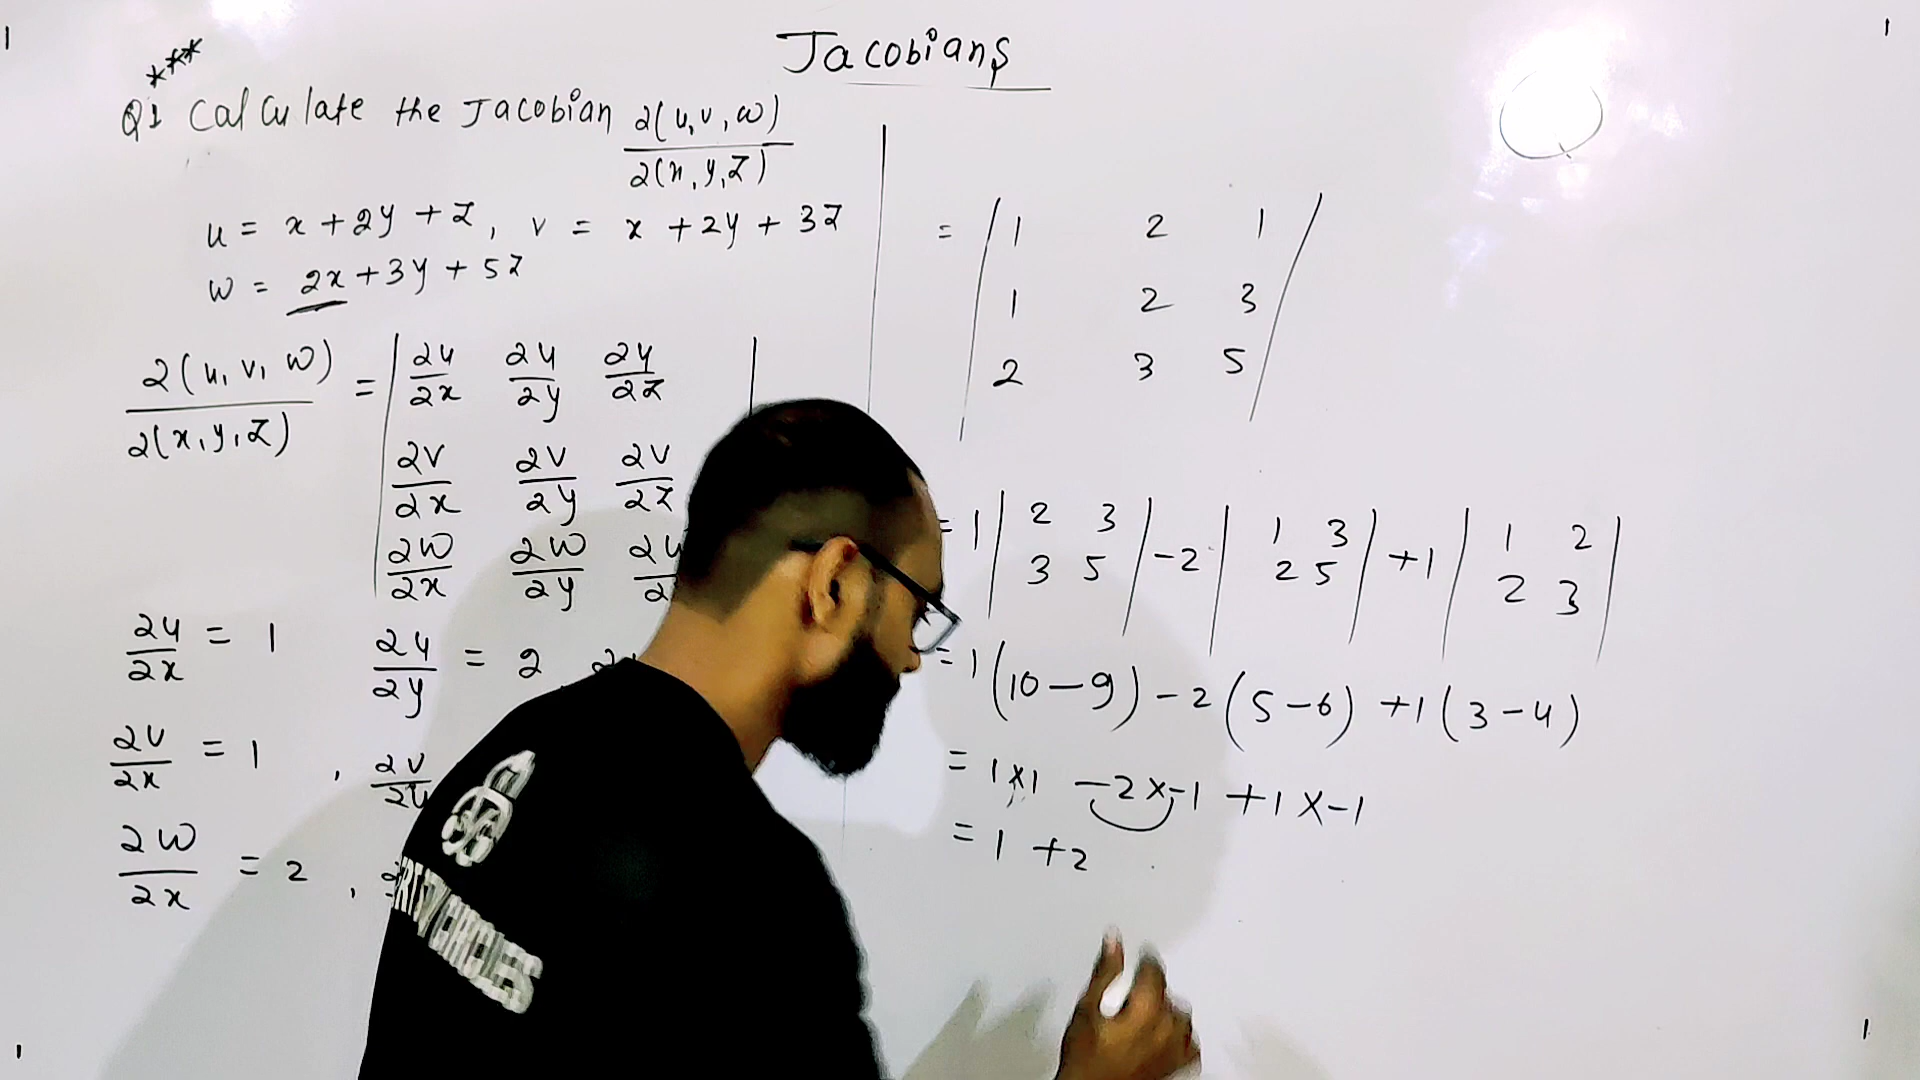 Jacobians
***
Q1 Calculate the Jacobian ∂(u,v,w)/∂(x,y,z)
u = x+2y+z, v = x+2y+3z
w = 2x+3y+5z
∂(u,v,w)/∂(x,y,z) = | ∂u/∂x ∂u/∂y ∂u/∂z |
∂v/∂x ∂v/∂y ∂v/∂z
∂w/∂x ∂w/∂y
∂u/∂x = 1 ∂u/∂y = 2
∂v/∂x = 1 ,
∂w/∂x = 2 ,
= | 1 2 1 |
1 2 3
2 3 5
= 1 | 2 3 | -2 | 1 3 | +1 | 1 2 |
3 5 2 5 2 3
= 1(10-9) -2(5-6) +1(3-4)
= 1×1 -2×-1 +1×-1
= 1 +2
SG
CIRCLES